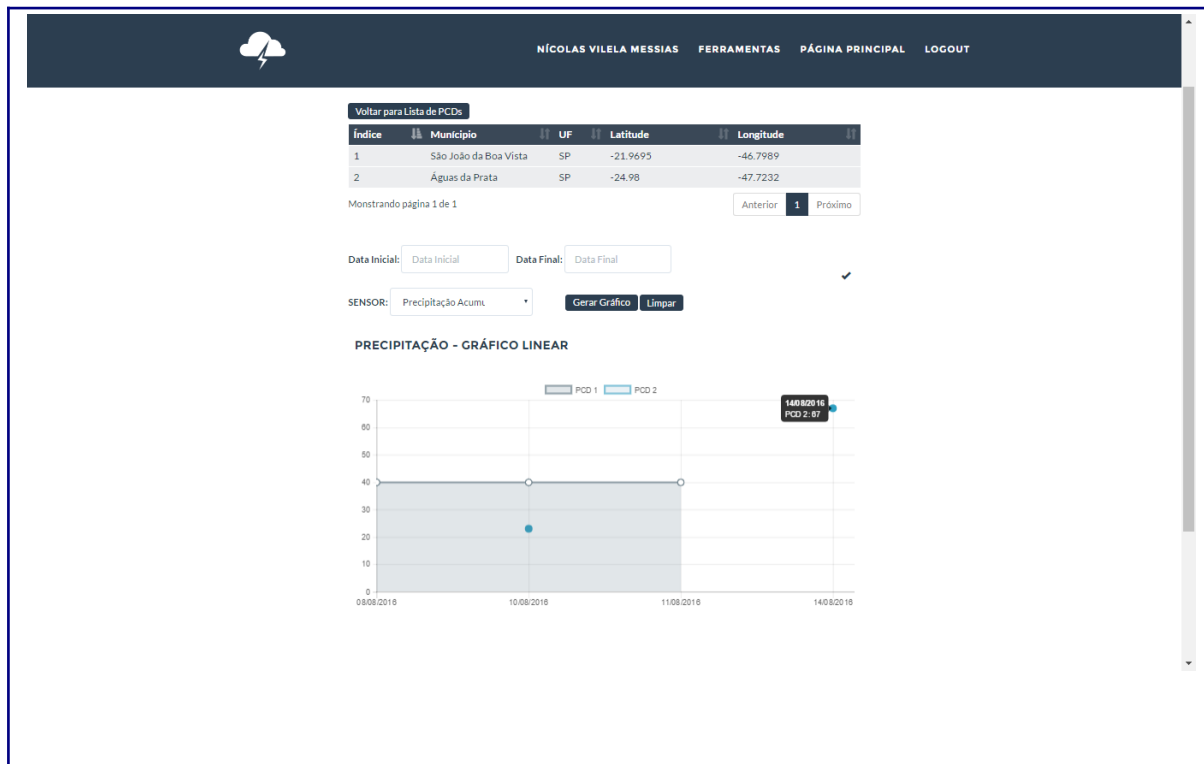 NÍCOLAS VILELA MESSIAS FERRAMENTAS PÁGINA PRINCIPAL LOGOUT
Voltar para Lista de PCDs
Índice Munícipio UF Latitude Longitude
1 São João da Boa Vista SP -21.9695 -46.7989
2 Águas da Prata SP -24.98 -47.7232
Monstrando página 1 de 1 Anterior 1 Próximo
Data Inicial: Data Inicial Data Final: Data Final
SENSOR: Precipitação Acumu Gerar Gráfico Limpar
PRECIPITAÇÃO - GRÁFICO LINEAR
PCD 1 PCD 2
70
14/08/2016
PCD 2: 67
60
50
40
30
20
10
0
08/08/2016 10/08/2016 11/08/2016 14/08/2016